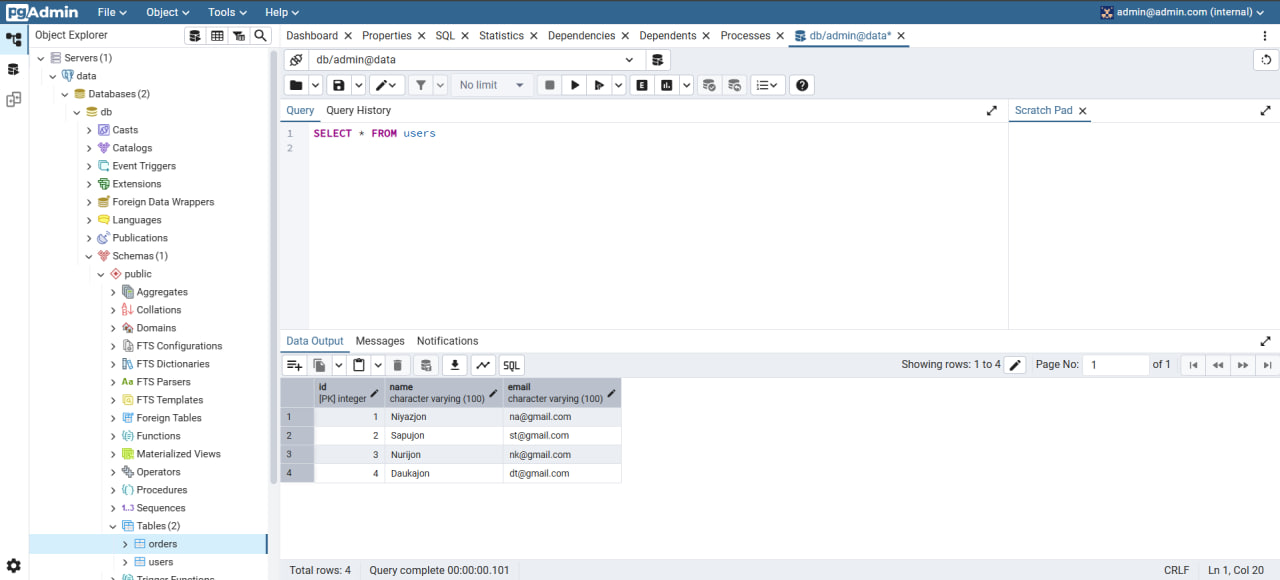 pgAdmin File Object Tools Help admin@admin.com (internal)
Object Explorer
Dashboard Properties SQL Statistics Dependencies Dependents Processes db/admin@data*
Servers (1)
data
Databases (2)
db
Casts
Catalogs
Event Triggers
Extensions
Foreign Data Wrappers
Languages
Publications
Schemas (1)
public
Aggregates
Collations
Domains
FTS Configurations
FTS Dictionaries
Aa FTS Parsers
FTS Templates
Foreign Tables
Functions
Materialized Views
Operators
Procedures
1..3 Sequences
Tables (2)
orders
users
Trigger Functions
db/admin@data
No limit E
Query Query History
Scratch Pad
1 SELECT * FROM users
2
Data Output Messages Notifications
SQL Showing rows: 1 to 4 Page No: 1 of 1
id name email
[PK] integer character varying (100) character varying (100)
1 1 Niyazjon na@gmail.com
2 2 Sapujon st@gmail.com
3 3 Nurijon nk@gmail.com
4 4 Daukajon dt@gmail.com
Total rows: 4 Query complete 00:00:00.101 CRLF Ln 1, Col 20